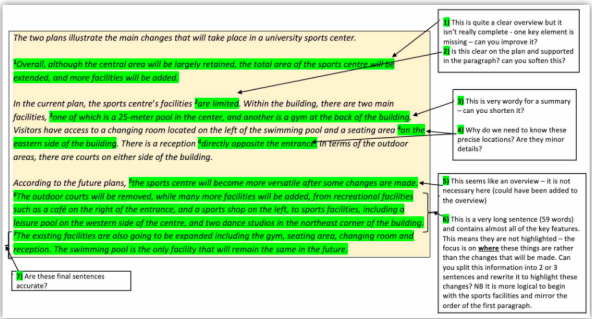 The two plans illustrate the main changes that will take place in a university sports center.
1Overall, although the central area will be largely retained, the total area of the sports centre will be
extended, and more facilities will be added.
In the current plan, the sports centre's facilities 2are limited. Within the building, there are two main
facilities, 3one of which is a 25-meter pool in the center, and another is a gym at the back of the building.
Visitors have access to a changing room located on the left of the swimming pool and a seating area 4on the
eastern side of the building. There is a reception 4directly opposite the entrance. In terms of the outdoor
areas, there are courts on either side of the building.
According to the future plans, 5the sports centre will become more versatile after some changes are made.
6The outdoor courts will be removed, while many more facilities will be added, from recreational facilities
such as a café on the right of the entrance, and a sports shop on the left, to sports facilities, including a
leisure pool on the western side of the centre, and two dance studios in the northeast corner of the building.
7The existing facilities are also going to be expanded including the gym, seating area, changing room and
reception. The swimming pool is the only facility that will remain the same in the future.
1) This is quite a clear overview but it
isn't really complete - one key element is
missing – can you improve it?
2) Is this clear on the plan and supported
in the paragraph? can you soften this?
3) This is very wordy for a summary
– can you shorten it?
4) Why do we need to know these
precise locations? Are they minor
details?
5) This seems like an overview – it is not
necessary here (could have been added to
the overview)
6) This is a very long sentence (59 words)
and contains almost all of the key features.
This means they are not highlighted – the
focus is on where these things are rather
than the changes that will be made. Can
you split this information into 2 or 3
sentences and rewrite it to highlight these
changes? NB It is more logical to begin
with the sports facilities and mirror the
order of the first paragraph.
7) Are these final sentences
accurate?